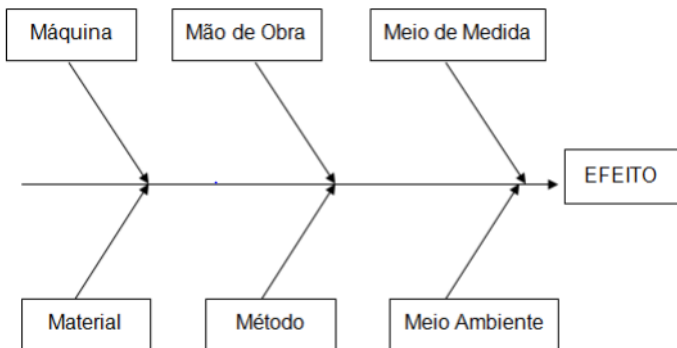 Máquina
Mão de Obra
Meio de Medida
EFEITO
Material
Método
Meio Ambiente